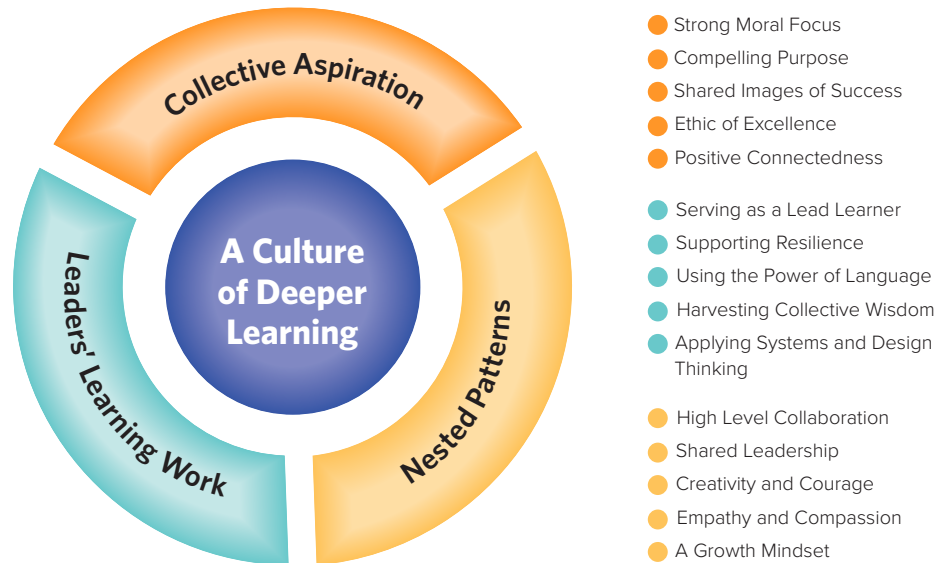 Collective Aspiration
Leaders' Learning Work
Nested Patterns
A Culture
of Deeper
Learning
Strong Moral Focus
Compelling Purpose
Shared Images of Success
Ethic of Excellence
Positive Connectedness
Serving as a Lead Learner
Supporting Resilience
Using the Power of Language
Harvesting Collective Wisdom
Applying Systems and Design
Thinking
High Level Collaboration
Shared Leadership
Creativity and Courage
Empathy and Compassion
A Growth Mindset